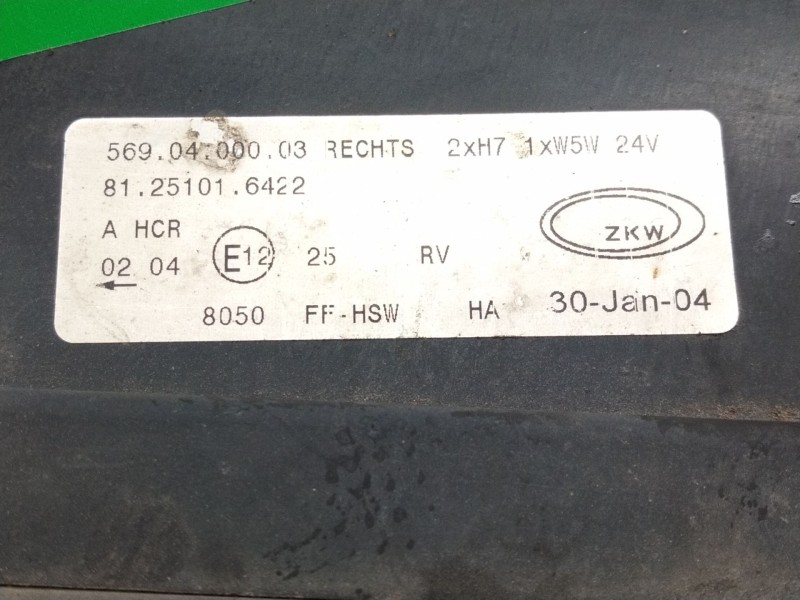 569.04.000.03 RECHTS 2xH7 1xW5W 24V
81.25101.6422
A HCR
ZKW
02 04 E12 25 RV
8050 FF-HSW HA 30-Jan-04